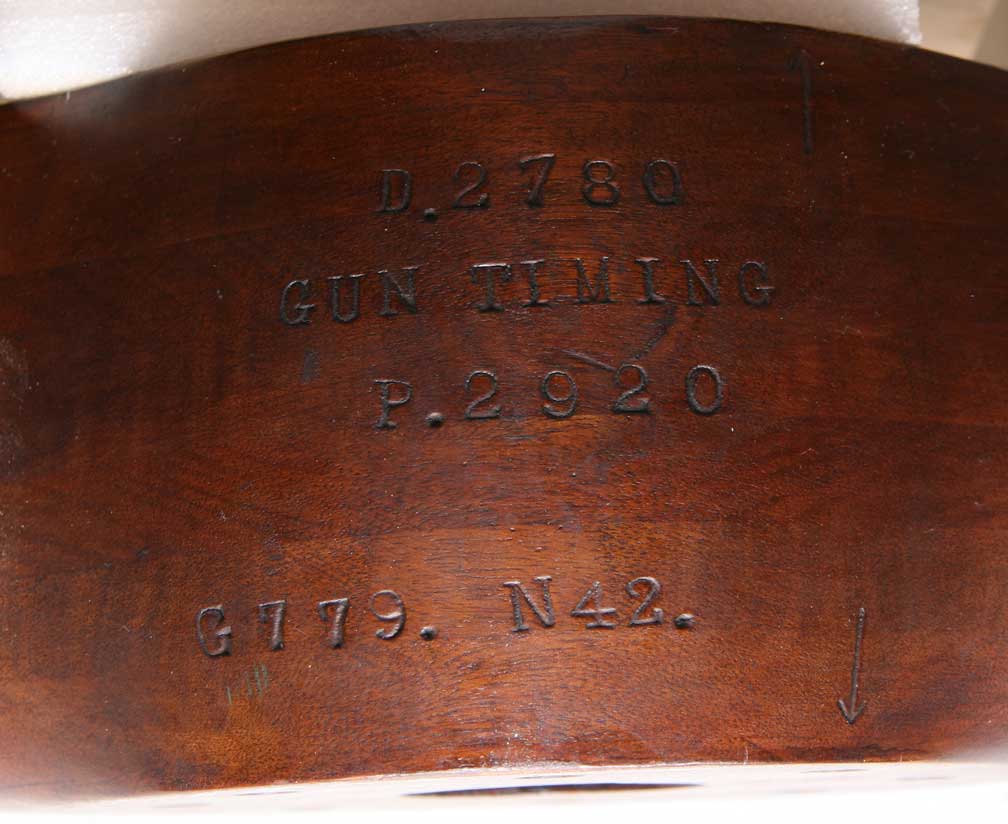 D.2780
GUN TIMING
P.2920
G779. N42.